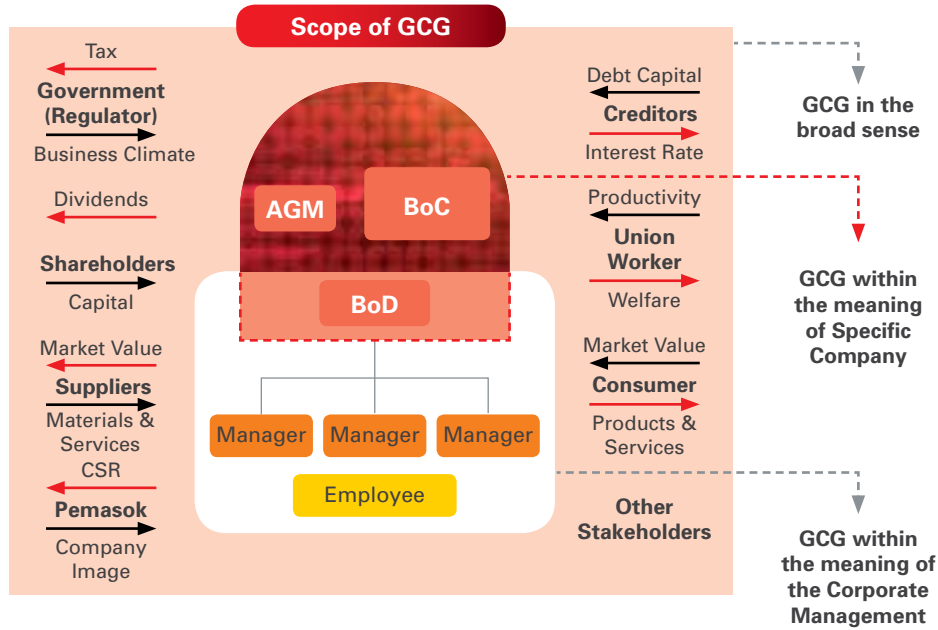 Scope of GCG
Tax
Government
(Regulator)
Business Climate
Dividends
Shareholders
Capital
Market Value
Suppliers
Materials &
Services
CSR
Pemasok
Company
Image
AGM
BoC
BoD
Manager
Manager
Manager
Employee
Debt Capital
Creditors
Interest Rate
Productivity
Union
Worker
Welfare
Market Value
Consumer
Products &
Services
Other
Stakeholders
GCG in the
broad sense
GCG within
the meaning
of Specific
Company
GCG within
the meaning of
the Corporate
Management